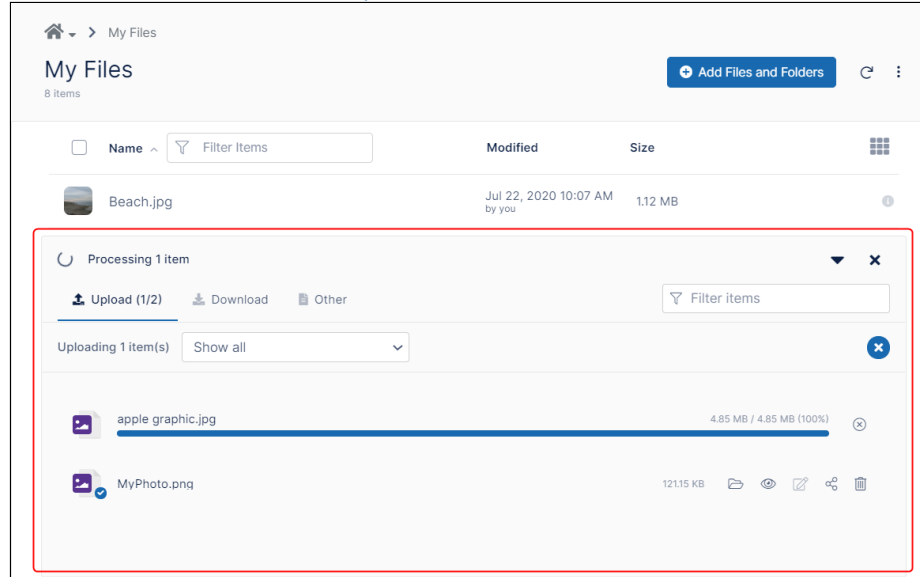 My Files
My Files
8 items
Add Files and Folders
Name Filter Items Modified Size
Beach.jpg Jul 22, 2020 10:07 AM 1.12 MB
by you
Processing 1 item
Upload (1/2) Download Other Filter items
Uploading 1 item(s) Show all
apple graphic.jpg 4.85 MB / 4.85 MB (100%)
MyPhoto.png 121.15 KB